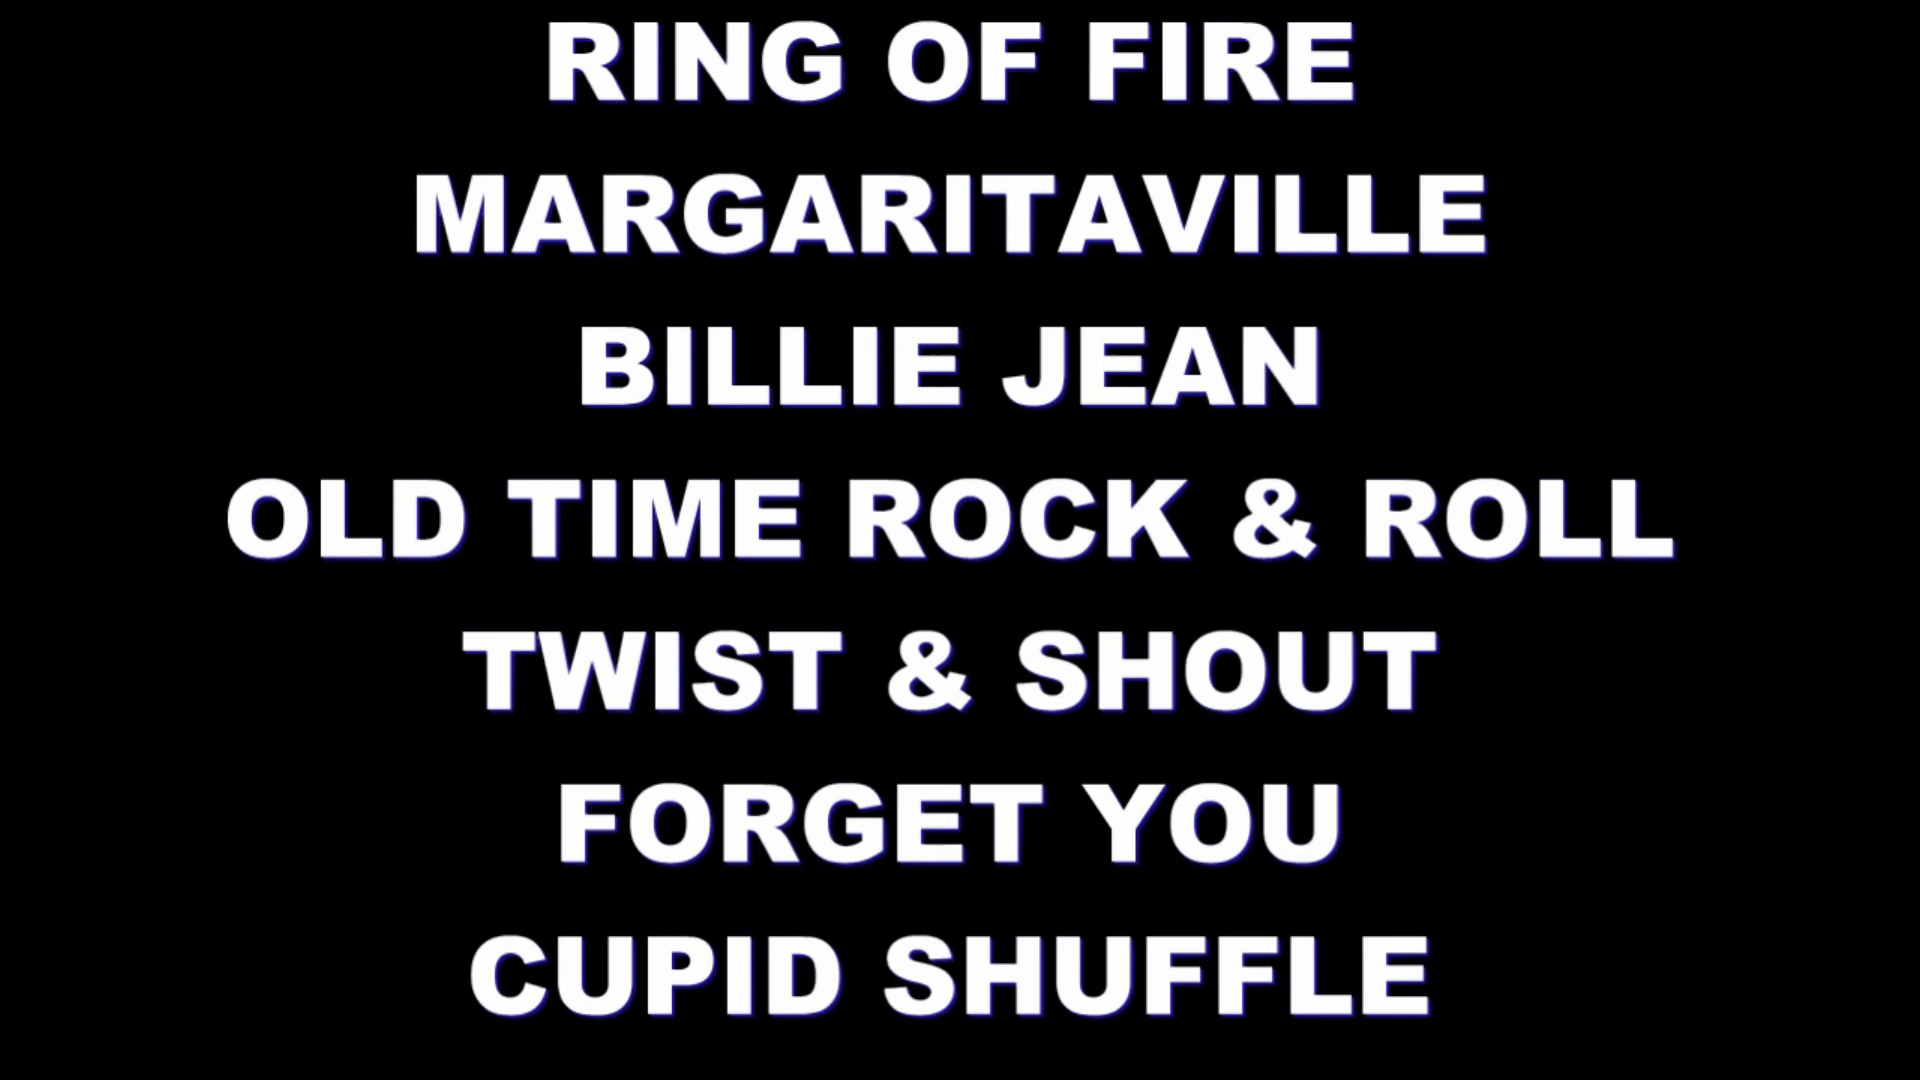 RING OF FIRE
MARGARITAVILLE
BILLIE JEAN
OLD TIME ROCK & ROLL
TWIST & SHOUT
FORGET YOU
CUPID SHUFFLE